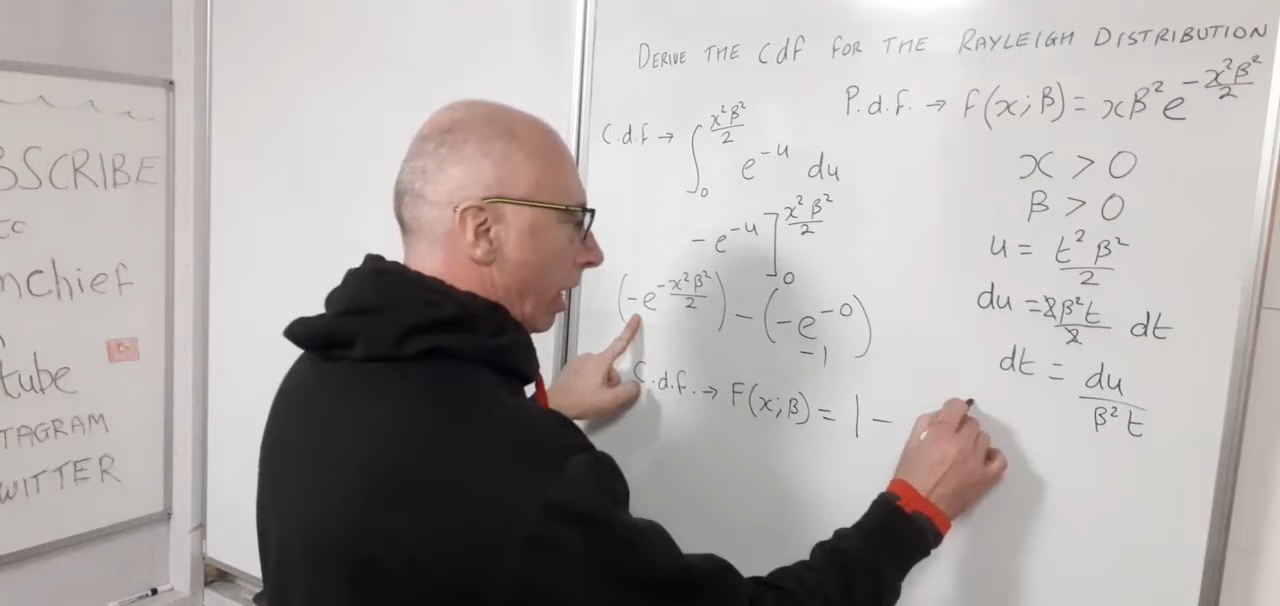 DERIVE THE Cdf FOR THE RAYLEIGH DISTRIBUTION
P.d.f. → f(x;β) = xβ²e^{-x²β²/2}
C.d.f → ∫₀^{x²β²/2} e^{-u} du
x > 0
β > 0
-e^{-u}]₀^{x²β²/2}
u = t²β²/2
(-e^{-x²β²/2}) - (-e^{-0})
-1
du = 2β²t/2 dt
dt = du/β²t
C.d.f. → F(x;β) = 1 -
BSCRIBE
nchief
tube
TAGRAM
WITTER